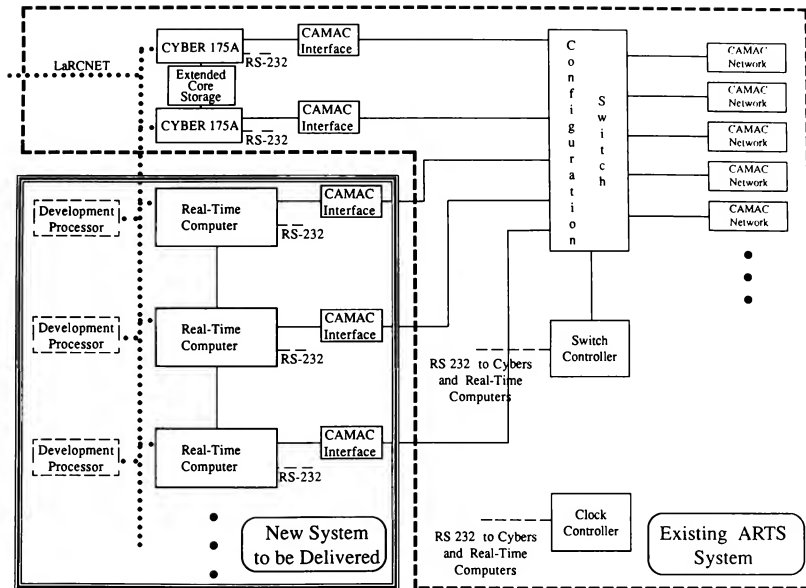 LaRCNET
CYBER 175A
RS-232
CAMAC
Interface
Extended
Core
Storage
CYBER 175A
RS-232
CAMAC
Interface
Configuration
Switch
CAMAC
Network
CAMAC
Network
CAMAC
Network
CAMAC
Network
CAMAC
Network
Development
Processor
Real-Time
Computer
RS-232
CAMAC
Interface
Development
Processor
Real-Time
Computer
RS-232
CAMAC
Interface
Development
Processor
Real-Time
Computer
RS-232
CAMAC
Interface
New System
to be Delivered
Switch
Controller
RS 232 to Cybers
and Real-Time
Computers
Clock
Controller
RS 232 to Cybers
and Real-Time
Computers
Existing ARTS
System